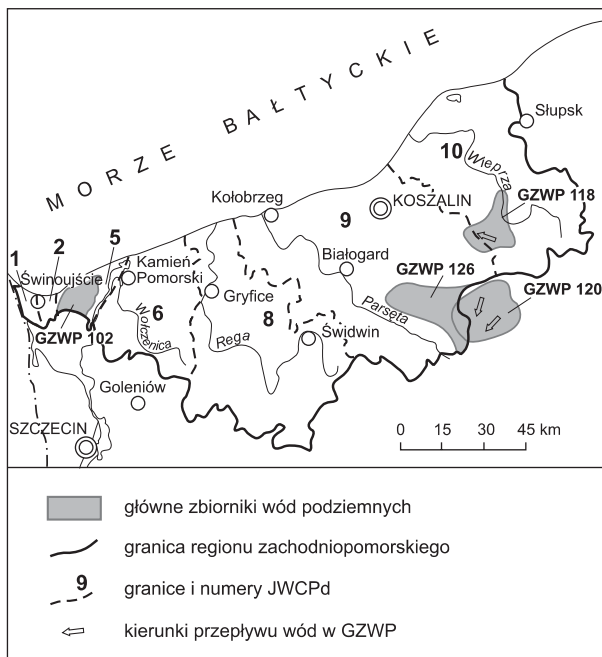 MORZE BAŁTYCKIE
Słupsk
10
Wieprza
GZWP 118
Kołobrzeg
9
KOSZALIN
1
2
5
Świnoujście
Kamień
Pomorski
Białogard
GZWP 126
GZWP 120
Gryfice
6
8
Parsęta
GZWP 102
Wołczenica
Rega
Świdwin
Goleniów
SZCZECIN
0 15 30 45 km
główne zbiorniki wód podziemnych
granica regionu zachodniopomorskiego
9 granice i numery JWCPd
kierunki przepływu wód w GZWP